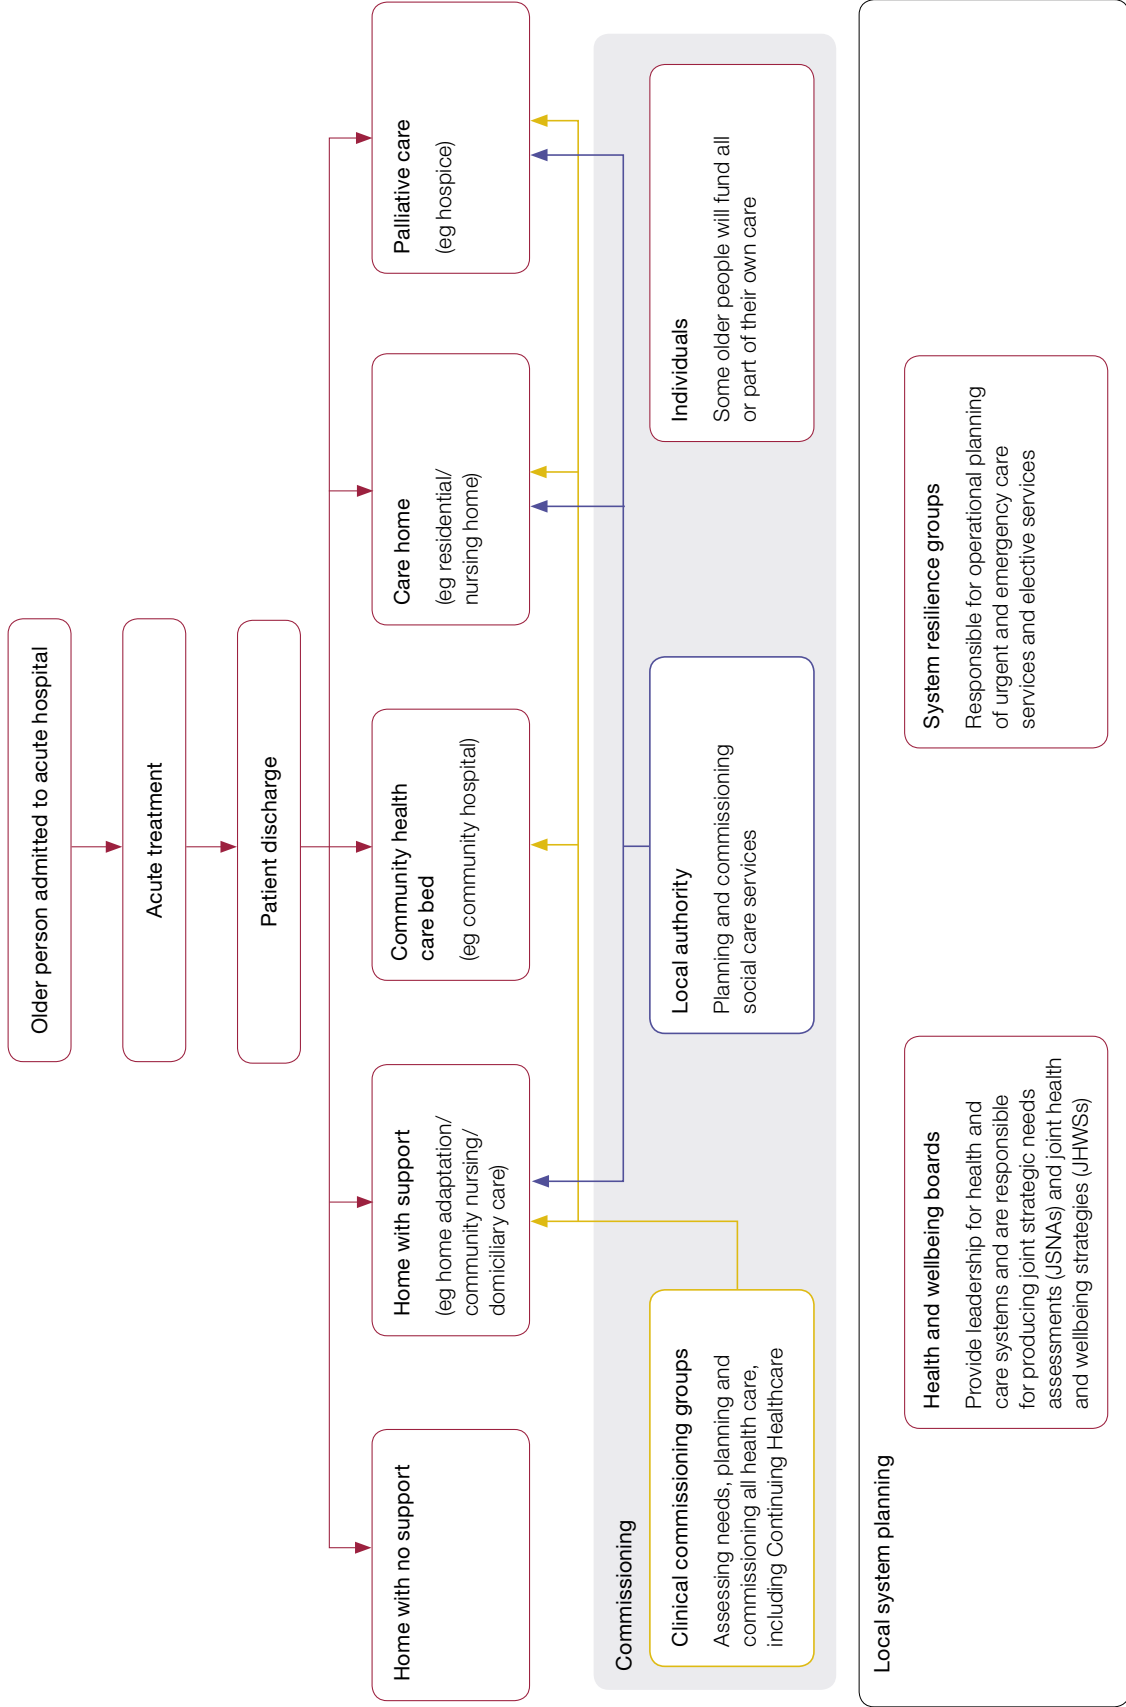 Older person admitted to acute hospital
Acute treatment
Patient discharge
Home with no support
Home with support
(eg home adaptation/
community nursing/
domiciliary care)
Community health
care bed
(eg community hospital)
Care home
(eg residential/
nursing home)
Palliative care
(eg hospice)
Commissioning
Clinical commissioning groups
Assessing needs, planning and
commissioning all health care,
including Continuing Healthcare
Local authority
Planning and commissioning
social care services
Individuals
Some older people will fund all
or part of their own care
Local system planning
Health and wellbeing boards
Provide leadership for health and
care systems and are responsible
for producing joint strategic needs
assessments (JSNAs) and joint health
and wellbeing strategies (JHWSs)
System resilience groups
Responsible for operational planning
of urgent and emergency care
services and elective services